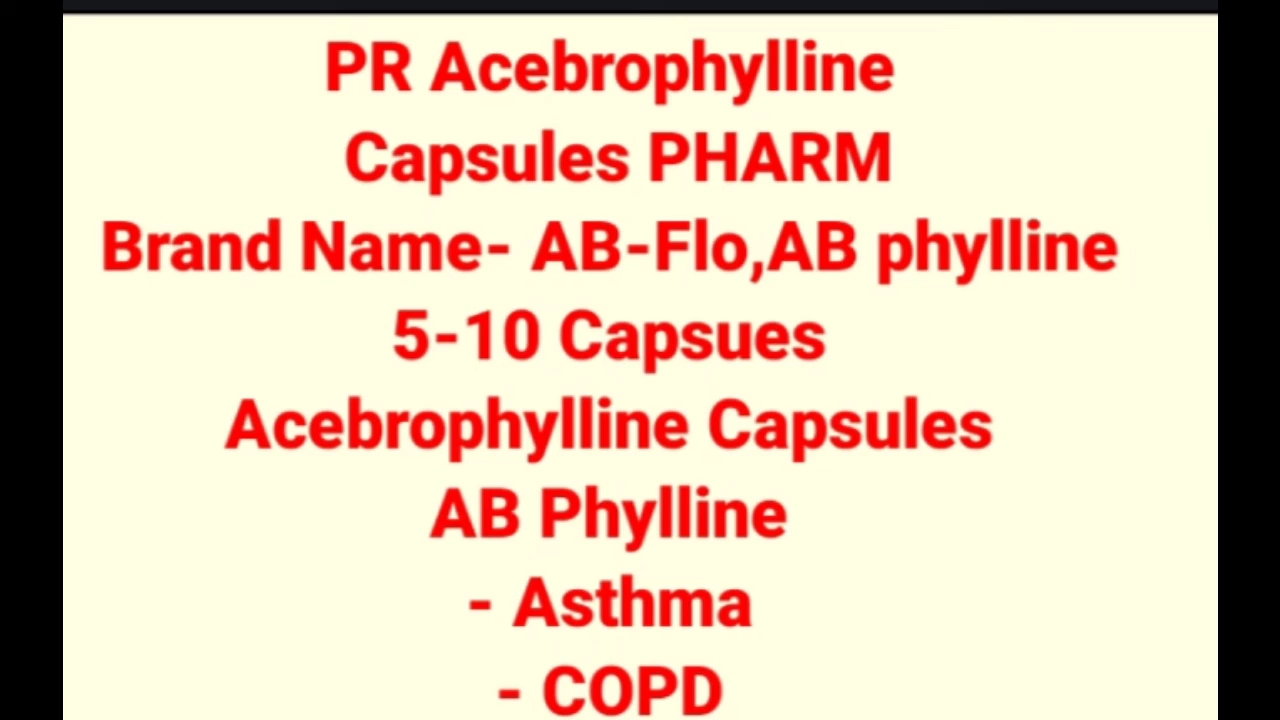 PR Acebrophylline
Capsules PHARM
Brand Name- AB-Flo,AB phylline
5-10 Capsues
Acebrophylline Capsules
AB Phylline
- Asthma
- COPD